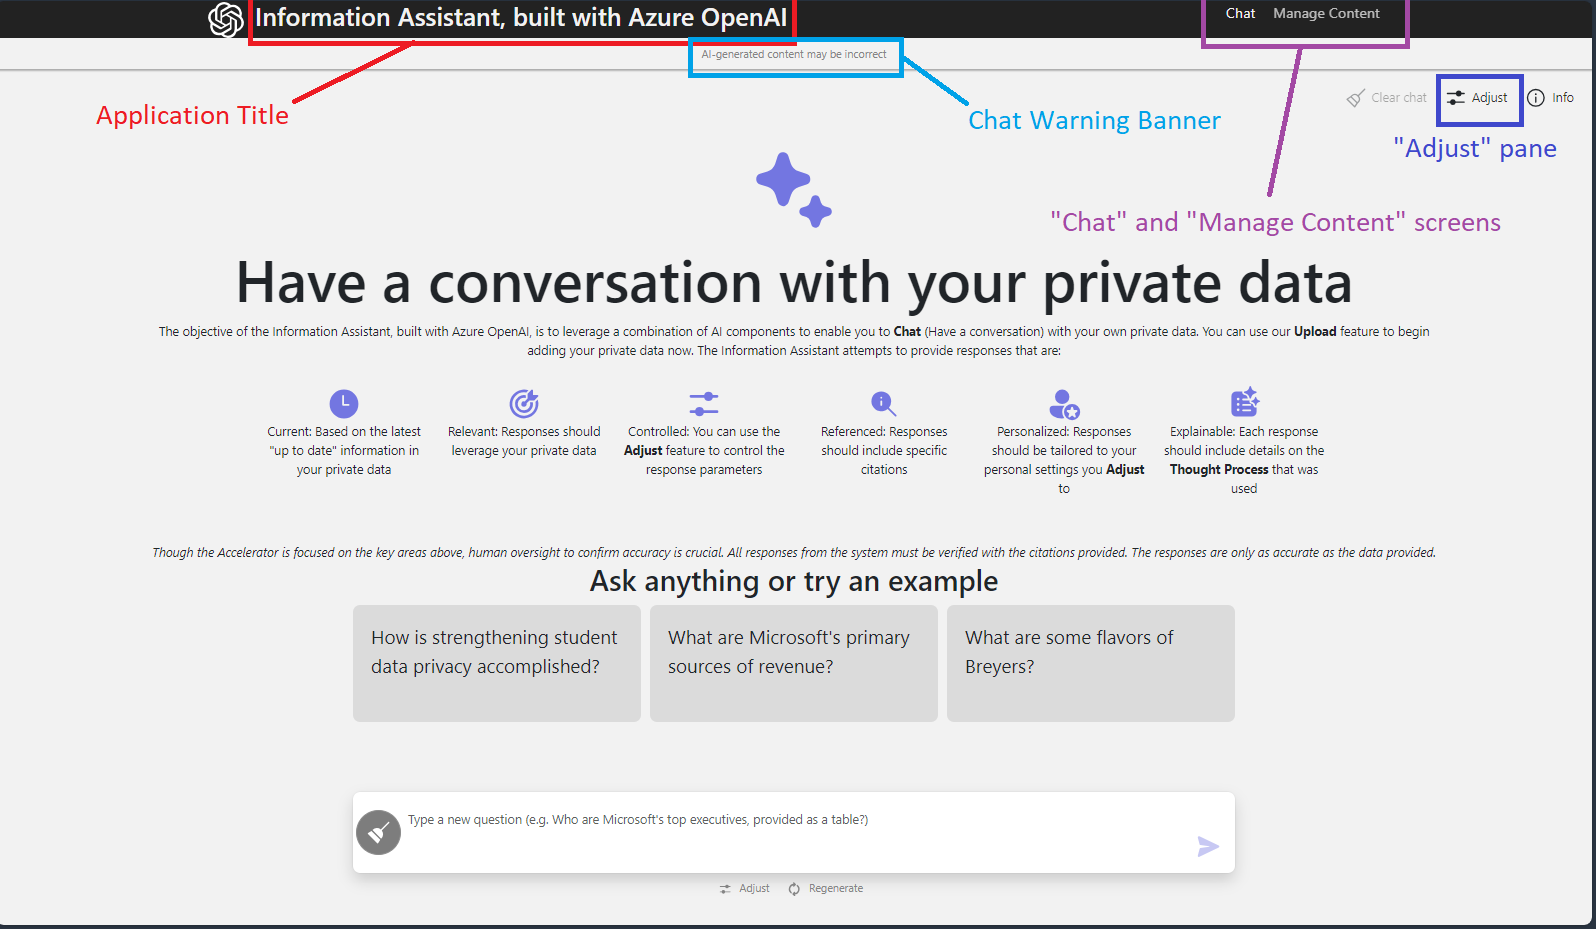 Information Assistant, built with Azure OpenAI
Chat Manage Content
AI-generated content may be incorrect
Clear chat Adjust Info
Application Title
Chat Warning Banner
"Adjust" pane
"Chat" and "Manage Content" screens
Have a conversation with your private data
The objective of the Information Assistant, built with Azure OpenAI, is to leverage a combination of AI components to enable you to Chat (Have a conversation) with your own private data. You can use our Upload feature to begin
adding your private data now. The Information Assistant attempts to provide responses that are:
Current: Based on the latest
"up to date" information in
your private data
Relevant: Responses should
leverage your private data
Controlled: You can use the
Adjust feature to control the
response parameters
Referenced: Responses
should include specific
citations
Personalized: Responses
should be tailored to your
personal settings you Adjust
to
Explainable: Each response
should include details on the
Thought Process that was
used
Though the Accelerator is focused on the key areas above, human oversight to confirm accuracy is crucial. All responses from the system must be verified with the citations provided. The responses are only as accurate as the data provided.
Ask anything or try an example
How is strengthening student
data privacy accomplished?
What are Microsoft's primary
sources of revenue?
What are some flavors of
Breyers?
Type a new question (e.g. Who are Microsoft's top executives, provided as a table?)
Adjust Regenerate